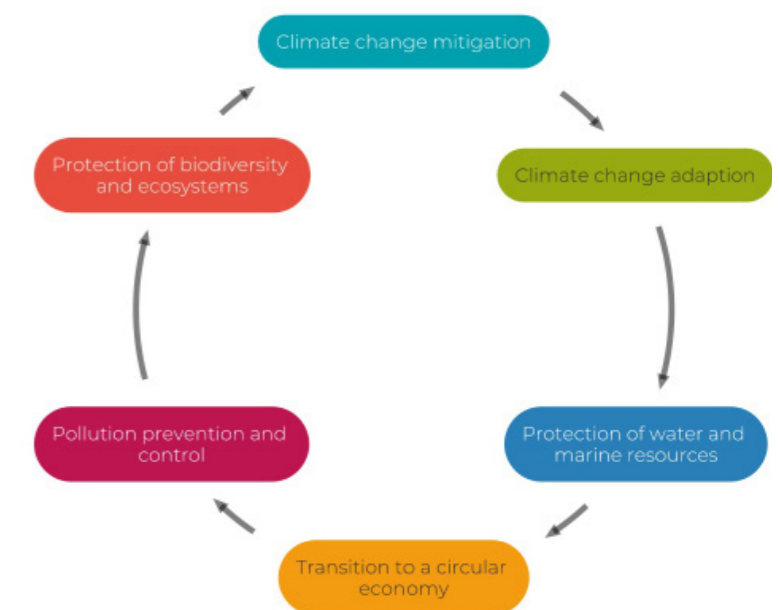 Climate change mitigation
Climate change adaption
Protection of water and
marine resources
Transition to a circular
economy
Pollution prevention and
control
Protection of biodiversity
and ecosystems